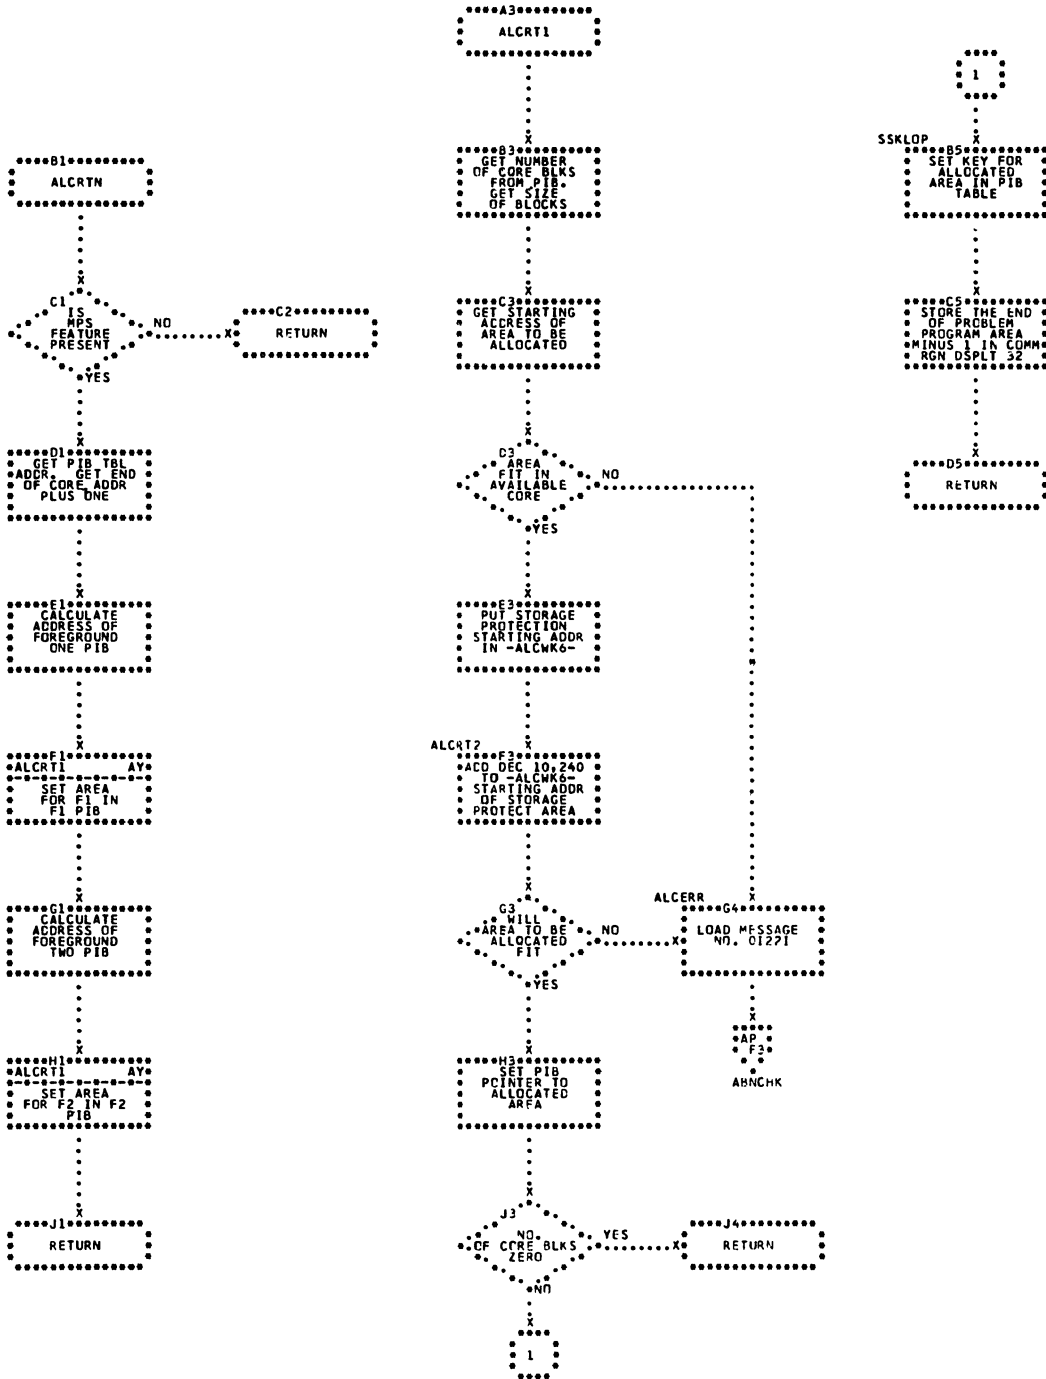 B1
ALCRTN
C1
IS
MPS
FEATURE
PRESENT
NO
YES
C2
RETURN
D1
GET PIB TBL
ADDR. GET END
OF CORE ADDR
PLUS ONE
E1
CALCULATE
ADDRESS OF
FOREGROUND
ONE PIB
F1
ALCRT1 AY
SET AREA
FOR F1 IN
F1 PIB
G1
CALCULATE
ADDRESS OF
FOREGROUND
TWO PIB
H1
ALCRT1 AY
SET AREA
FOR F2 IN F2
PIB
J1
RETURN
A3
ALCRT1
B3
GET NUMBER
OF CORE BLKS
FROM PIB.
GET SIZE
OF BLOCKS
C3
GET STARTING
ADDRESS OF
AREA TO BE
ALLOCATED
D3
AREA
FIT IN
AVAILABLE
CORE
NO
YES
E3
PUT STORAGE
PROTECTION
STARTING ADDR
IN -ALCWK6-
ALCRT2
F3
ADD DEC 10,240
TO -ALCWK6-
STARTING ADDR
OF STORAGE
PROTECT AREA
G3
WILL
AREA TO BE
ALLOCATED
FIT
NO
YES
ALCERR
G4
LOAD MESSAGE
NO. 0I22I
AP
F3
ABNCHK
H3
SET PIB
POINTER TO
ALLOCATED
AREA
J3
NO.
OF CORE BLKS
ZERO
YES
NO
J4
RETURN
1
1
SSKLOP
B5
SET KEY FOR
ALLOCATED
AREA IN PIB
TABLE
C5
STORE THE END
OF PROBLEM
PROGRAM AREA
MINUS 1 IN COMM
RGN DSPLT 32
D5
RETURN